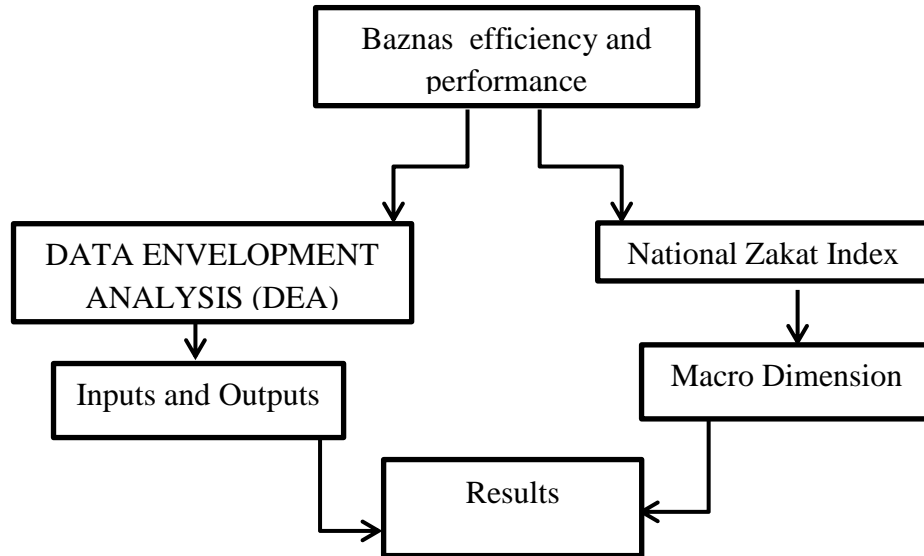 Baznas efficiency and
performance
DATA ENVELOPMENT
ANALYSIS (DEA)
National Zakat Index
Inputs and Outputs
Macro Dimension
Results